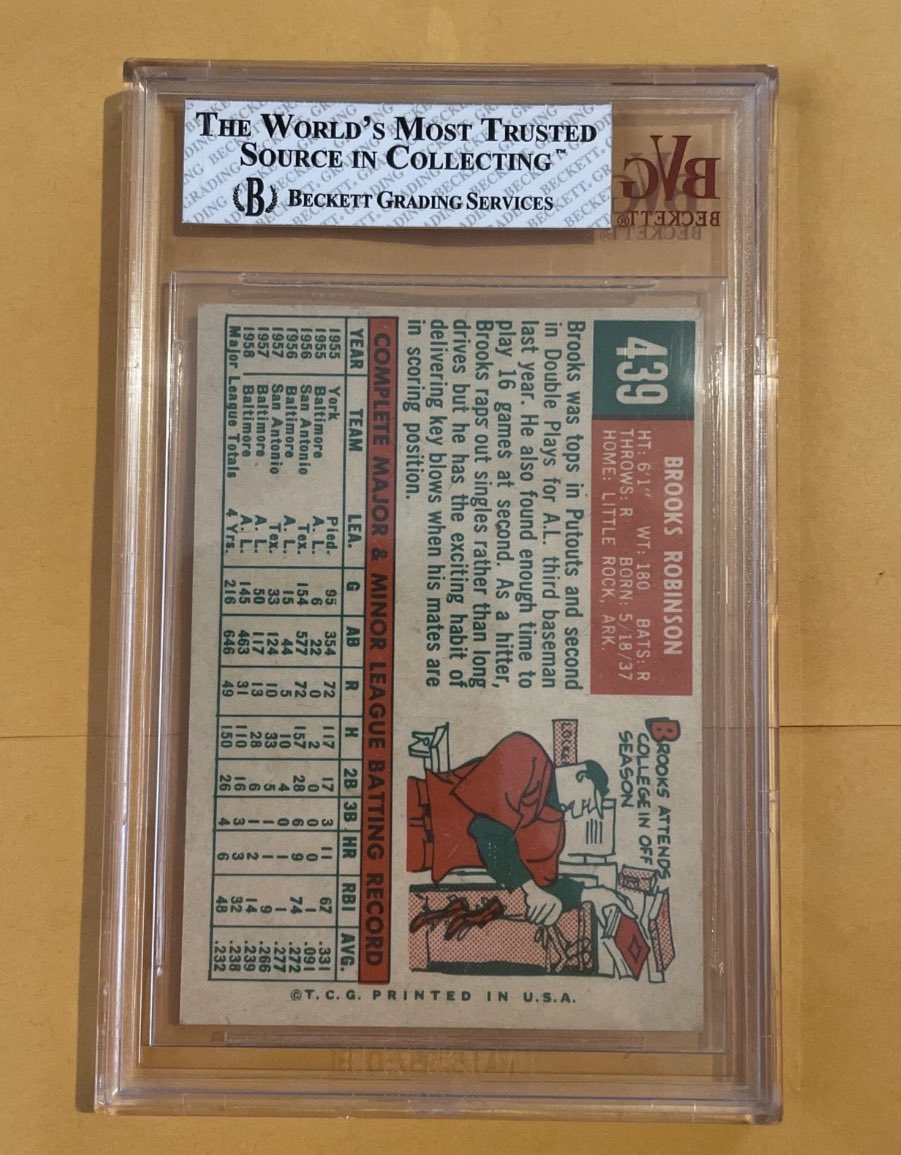 THE WORLD'S MOST TRUSTED
SOURCE IN COLLECTING™
B BECKETT GRADING SERVICES
BVG
BECKETT®
439
BROOKS ROBINSON
HT: 6'1" WT: 180 BATS: R
THROWS: R BORN: 5/18/37
HOME: LITTLE ROCK, ARK.
Brooks was tops in Putouts and second
in Double Plays for A.L. third baseman
last year. He also found enough time to
play 16 games at second. As a hitter,
Brooks raps out singles rather than long
drives but he has the exciting habit of
delivering key blows when his mates are
in scoring position.
BROOKS ATTENDS
COLLEGE IN OFF
SEASON
COMPLETE MAJOR & MINOR LEAGUE BATTING RECORD
YEAR TEAM LEA. G AB R H 2B 3B HR RBI AVG.
1955 York Pied. 95 354 72 117 17 3 11 67 .331
1955 Baltimore A.L. 6 22 0 2 0 0 0 1 .091
1956 San Antonio Tex. 154 577 72 157 28 6 9 74 .272
1956 Baltimore A.L. 15 44 5 10 4 0 1 1 .277
1957 San Antonio Tex. 33 124 10 33 5 1 1 9 .266
1957 Baltimore A.L. 50 117 13 28 6 1 2 14 .239
1958 Baltimore A.L. 145 463 31 110 16 3 3 32 .238
Major League Totals 4 Yrs. 216 646 49 150 26 4 6 48 .232
©T.C.G. PRINTED IN U.S.A.